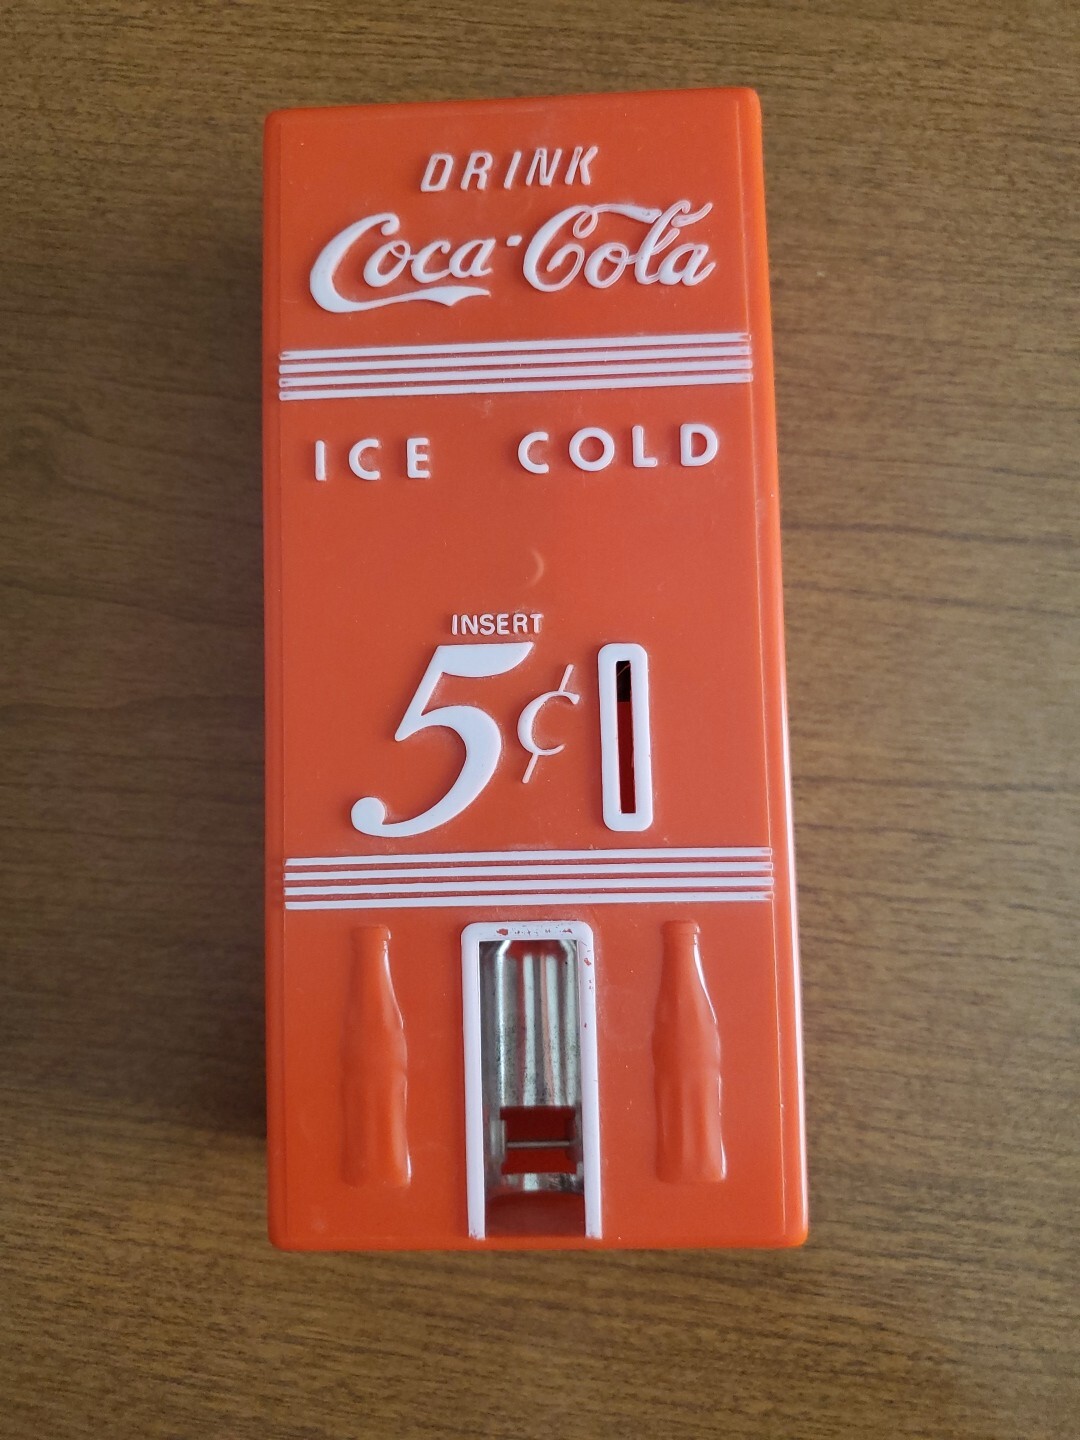 DRINK
Coca-Cola
ICE COLD
INSERT
5¢